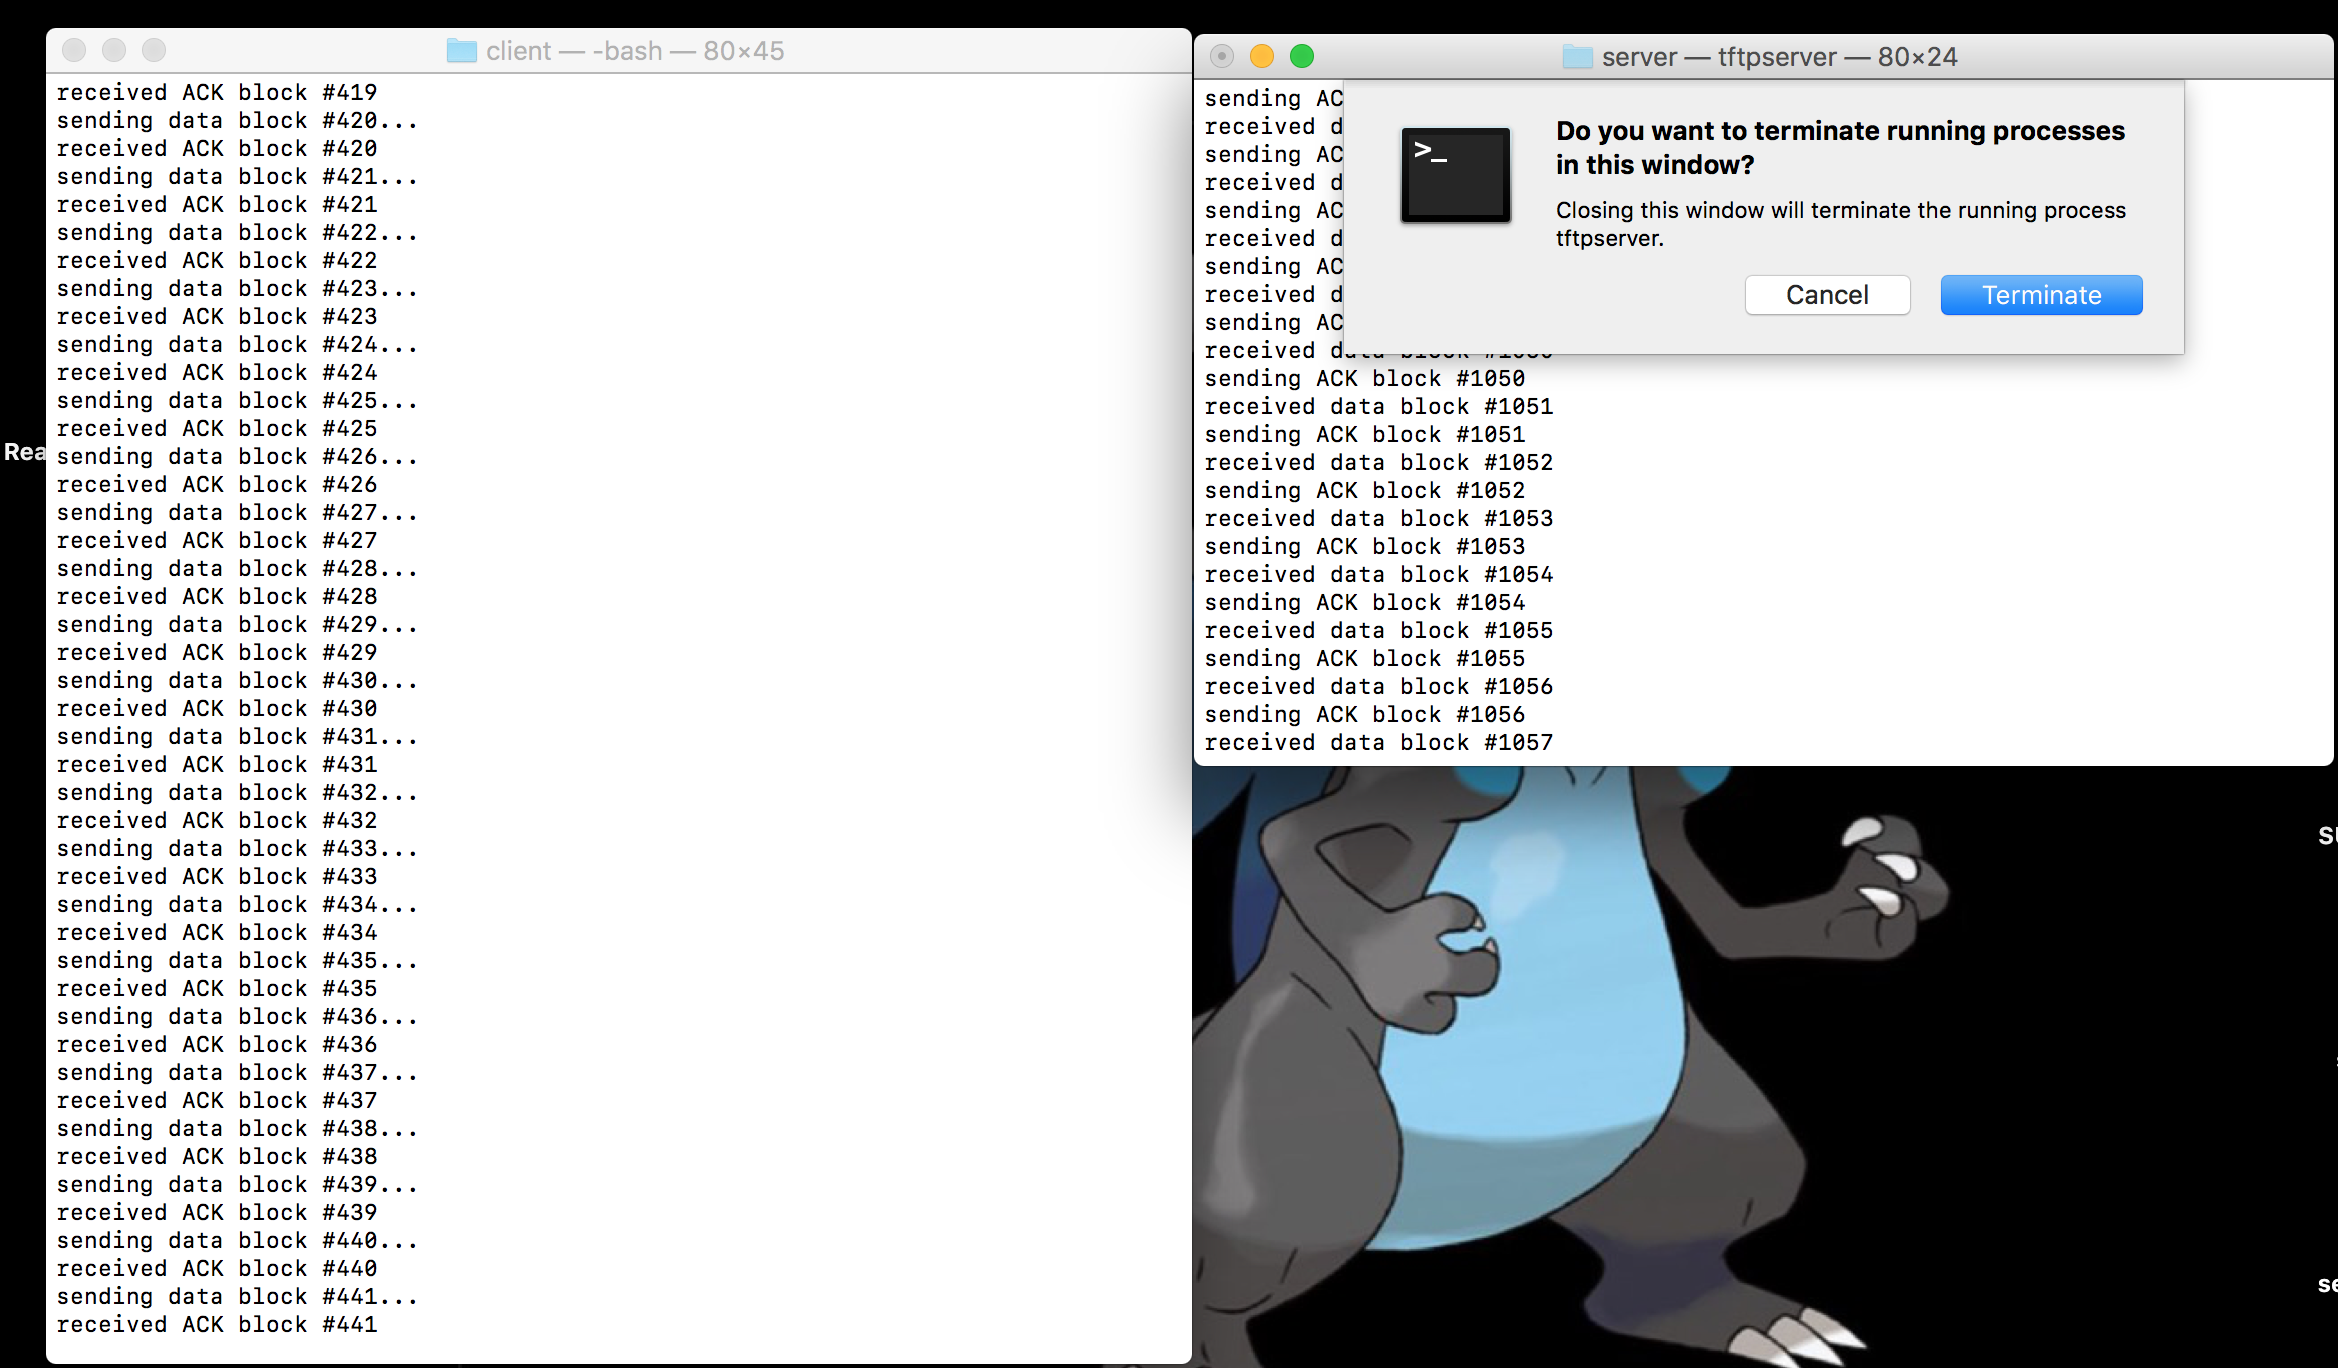 client — -bash — 80×45
received ACK block #419
sending data block #420...
received ACK block #420
sending data block #421...
received ACK block #421
sending data block #422...
received ACK block #422
sending data block #423...
received ACK block #423
sending data block #424...
received ACK block #424
sending data block #425...
received ACK block #425
sending data block #426...
received ACK block #426
sending data block #427...
received ACK block #427
sending data block #428...
received ACK block #428
sending data block #429...
received ACK block #429
sending data block #430...
received ACK block #430
sending data block #431...
received ACK block #431
sending data block #432...
received ACK block #432
sending data block #433...
received ACK block #433
sending data block #434...
received ACK block #434
sending data block #435...
received ACK block #435
sending data block #436...
received ACK block #436
sending data block #437...
received ACK block #437
sending data block #438...
received ACK block #438
sending data block #439...
received ACK block #439
sending data block #440...
received ACK block #440
sending data block #441...
received ACK block #441
Rea
server — tftpserver — 80×24
sending AC
received d
sending AC
received d
sending AC
received d
sending AC
received d
sending AC
received data block #1050
sending ACK block #1050
received data block #1051
sending ACK block #1051
received data block #1052
sending ACK block #1052
received data block #1053
sending ACK block #1053
received data block #1054
sending ACK block #1054
received data block #1055
sending ACK block #1055
received data block #1056
sending ACK block #1056
received data block #1057
>_
Do you want to terminate running processes
in this window?
Closing this window will terminate the running process
tftpserver.
Cancel
Terminate
se